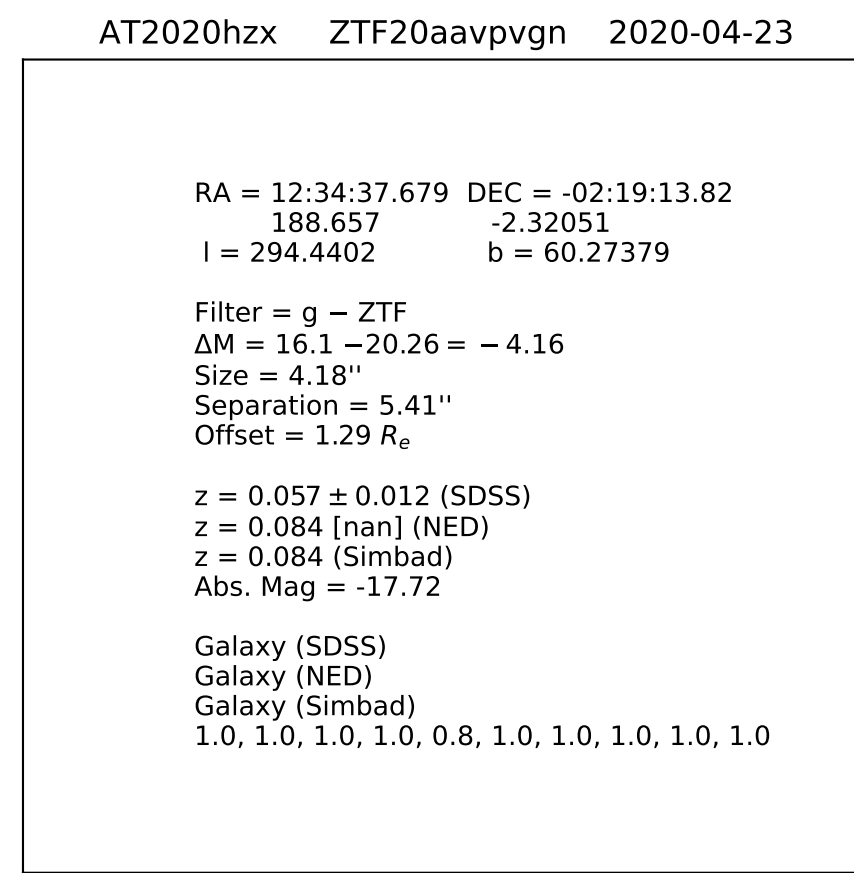 AT2020hzx ZTF20aavpvgn 2020-04-23
RA = 12:34:37.679 DEC = -02:19:13.82
188.657 -2.32051
l = 294.4402 b = 60.27379
Filter = g − ZTF
ΔM = 16.1 −20.26 = − 4.16
Size = 4.18''
Separation = 5.41''
Offset = 1.29 Rₑ
z = 0.057 ± 0.012 (SDSS)
z = 0.084 [nan] (NED)
z = 0.084 (Simbad)
Abs. Mag = -17.72
Galaxy (SDSS)
Galaxy (NED)
Galaxy (Simbad)
1.0, 1.0, 1.0, 1.0, 0.8, 1.0, 1.0, 1.0, 1.0, 1.0